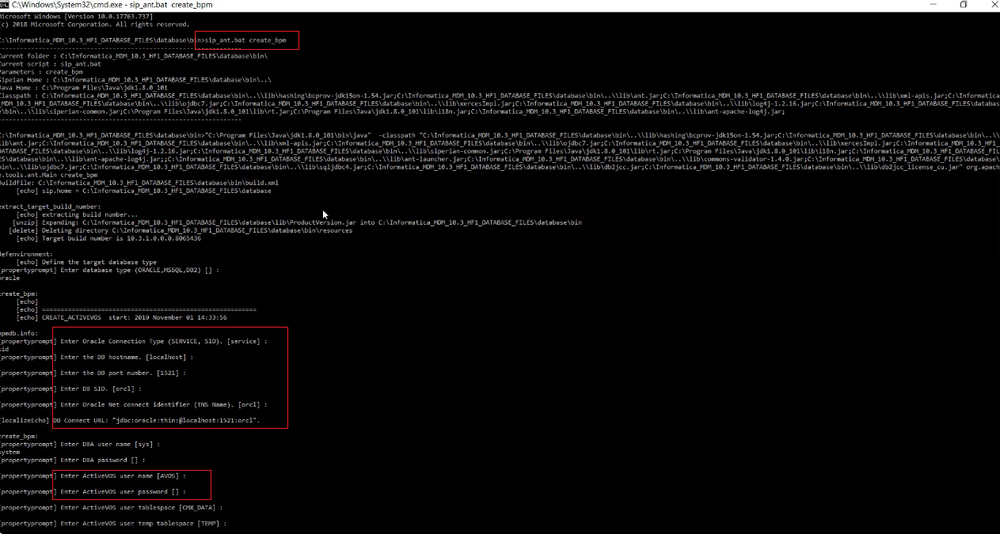 C:\Windows\System32\cmd.exe - sip_ant.bat  create_bpm
Microsoft Windows [Version 10.0.17763.737]
(c) 2018 Microsoft Corporation. All rights reserved.
C:\Informatica_MDM_10.3_HF1_DATABASE_FILES\database\bin>sip_ant.bat create_bpm
-----------------------------------------------------------------
urrent folder : C:\Informatica_MDM_10.3_HF1_DATABASE_FILES\database\bin\
urrent script : sip_ant.bat
Parameters : create_bpm
Siperian Home : C:\Informatica_MDM_10.3_HF1_DATABASE_FILES\database\bin\..\
Java Home : C:\Program Files\Java\jdk1.8.0_101
Classpath : C:\Informatica_MDM_10.3_HF1_DATABASE_FILES\database\bin\..\\lib\hashing\bcprov-jdk15on-1.54.jar;C:\Informatica_MDM_10.3_HF1_DATABASE_FILES\database\bin\..\\lib\ant.jar;C:\Informatica_MDM_10.3_HF1_DATABASE_FILES\database\bin\..\\lib\xml-apis.jar;C:\Informatica
_MDM_10.3_HF1_DATABASE_FILES\database\bin\..\\lib\ojdbc7.jar;C:\Informatica_MDM_10.3_HF1_DATABASE_FILES\database\bin\..\\lib\xercesImpl.jar;C:\Informatica_MDM_10.3_HF1_DATABASE_FILES\database\bin\..\\lib\log4j-1.2.16.jar;C:\Informatica_MDM_10.3_HF1_DATABASE_FILES\databas
e\bin\..\\lib\siperian-common.jar;C:\Program Files\Java\jdk1.8.0_101\lib\rt.jar;C:\Program Files\Java\jdk1.8.0_101\lib\i18n.jar;C:\Informatica_MDM_10.3_HF1_DATABASE_FILES\database\bin\..\\lib\ant-apache-log4j.jar;
-----------------------------------------------------------------
C:\Informatica_MDM_10.3_HF1_DATABASE_FILES\database\bin>"C:\Program Files\Java\jdk1.8.0_101\bin\java"  -classpath "C:\Informatica_MDM_10.3_HF1_DATABASE_FILES\database\bin\..\\lib\hashing\bcprov-jdk15on-1.54.jar;C:\Informatica_MDM_10.3_HF1_DATABASE_FILES\database\bin\..\\
lib\ant.jar;C:\Informatica_MDM_10.3_HF1_DATABASE_FILES\database\bin\..\\lib\xml-apis.jar;C:\Informatica_MDM_10.3_HF1_DATABASE_FILES\database\bin\..\\lib\ojdbc7.jar;C:\Informatica_MDM_10.3_HF1_DATABASE_FILES\database\bin\..\\lib\xercesImpl.jar;C:\Informatica_MDM_10.3_HF1_
DATABASE_FILES\database\bin\..\\lib\log4j-1.2.16.jar;C:\Informatica_MDM_10.3_HF1_DATABASE_FILES\database\bin\..\\lib\siperian-common.jar;C:\Program Files\Java\jdk1.8.0_101\lib\rt.jar;C:\Program Files\Java\jdk1.8.0_101\lib\i18n.jar;C:\Informatica_MDM_10.3_HF1_DATABASE_FIL
ES\database\bin\..\\lib\ant-apache-log4j.jar;;C:\Informatica_MDM_10.3_HF1_DATABASE_FILES\database\bin\..\\lib\ant-launcher.jar;C:\Informatica_MDM_10.3_HF1_DATABASE_FILES\database\bin\..\\lib\commons-validator-1.4.0.jar;C:\Informatica_MDM_10.3_HF1_DATABASE_FILES\database\
bin\..\\lib\ojdbc7.jar;C:\Informatica_MDM_10.3_HF1_DATABASE_FILES\database\bin\..\\lib\sqljdbc4.jar;C:\Informatica_MDM_10.3_HF1_DATABASE_FILES\database\bin\..\\lib\db2jcc.jar;C:\Informatica_MDM_10.3_HF1_DATABASE_FILES\database\bin\..\\lib\db2jcc_license_cu.jar" org.apach
e.tools.ant.Main create_bpm
Buildfile: C:\Informatica_MDM_10.3_HF1_DATABASE_FILES\database\bin\build.xml
[echo] sip.home = C:\Informatica_MDM_10.3_HF1_DATABASE_FILES\database
extract_target_build_number:
[echo] extracting build number...
[unzip] Expanding: C:\Informatica_MDM_10.3_HF1_DATABASE_FILES\database\lib\ProductVersion.jar into C:\Informatica_MDM_10.3_HF1_DATABASE_FILES\database\bin
[delete] Deleting directory C:\Informatica_MDM_10.3_HF1_DATABASE_FILES\database\bin\resources
[echo] Target build number is 10.3.1.0.0.0.8065436
defenvironment:
[echo] Define the target database type
[propertyprompt] Enter database type (ORACLE,MSSQL,DB2) [] :
oracle
create_bpm:
[echo]
[echo] ===========================================================
[echo] CREATE_ACTIVEVOS  start: 2019 November 01 14:33:56
bpmdb.info:
[propertyprompt] Enter Oracle Connection Type (SERVICE, SID). [service] :
sid
[propertyprompt] Enter the DB hostname. [localhost] :
[propertyprompt] Enter the DB port number. [1521] :
[propertyprompt] Enter DB SID. [orcl] :
[propertyprompt] Enter Oracle Net connect identifier (TNS Name). [orcl] :
[localizeEcho] DB Connect URL: "jdbc:oracle:thin:@localhost:1521:orcl".
create_bpm:
[propertyprompt] Enter DBA user name [sys] :
system
[propertyprompt] Enter DBA password [] :
[propertyprompt] Enter ActiveVOS user name [AVOS] :
[propertyprompt] Enter ActiveVOS user password [] :
[propertyprompt] Enter ActiveVOS user tablespace [CMX_DATA] :
[propertyprompt] Enter ActiveVOS user temp tablespace [TEMP] :